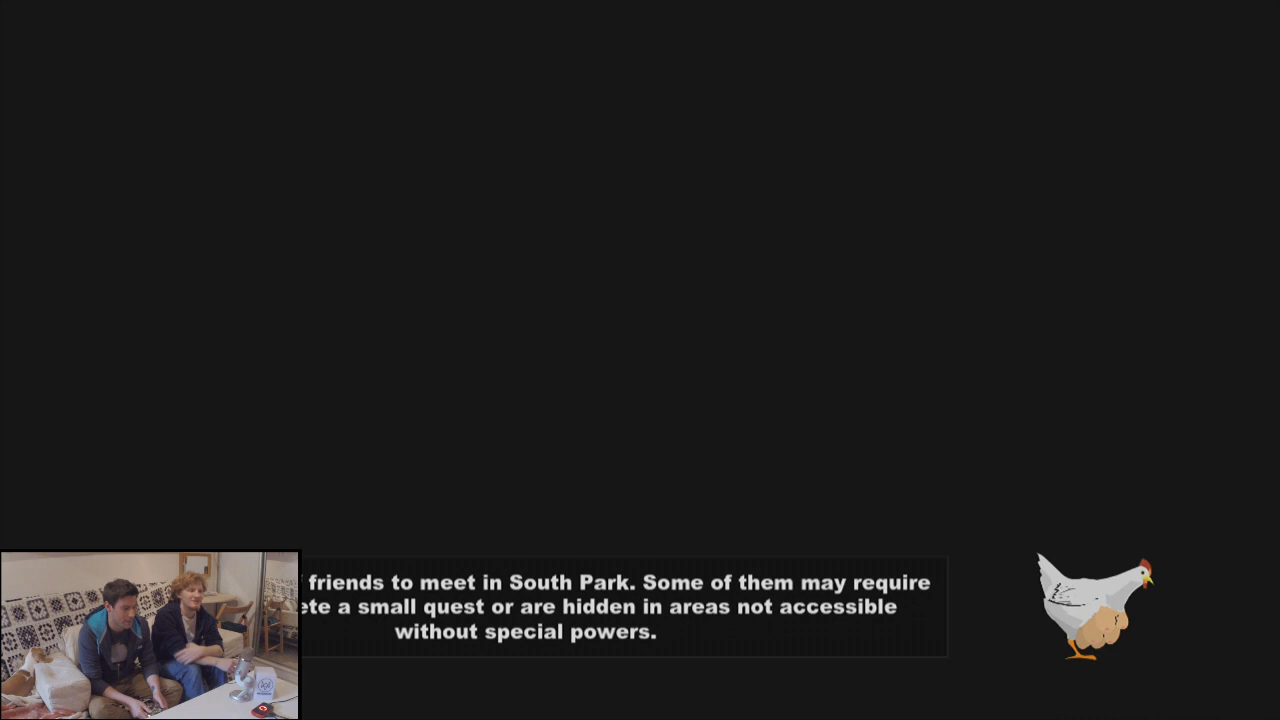 friends to meet in South Park. Some of them may require
ete a small quest or are hidden in areas not accessible
without special powers.